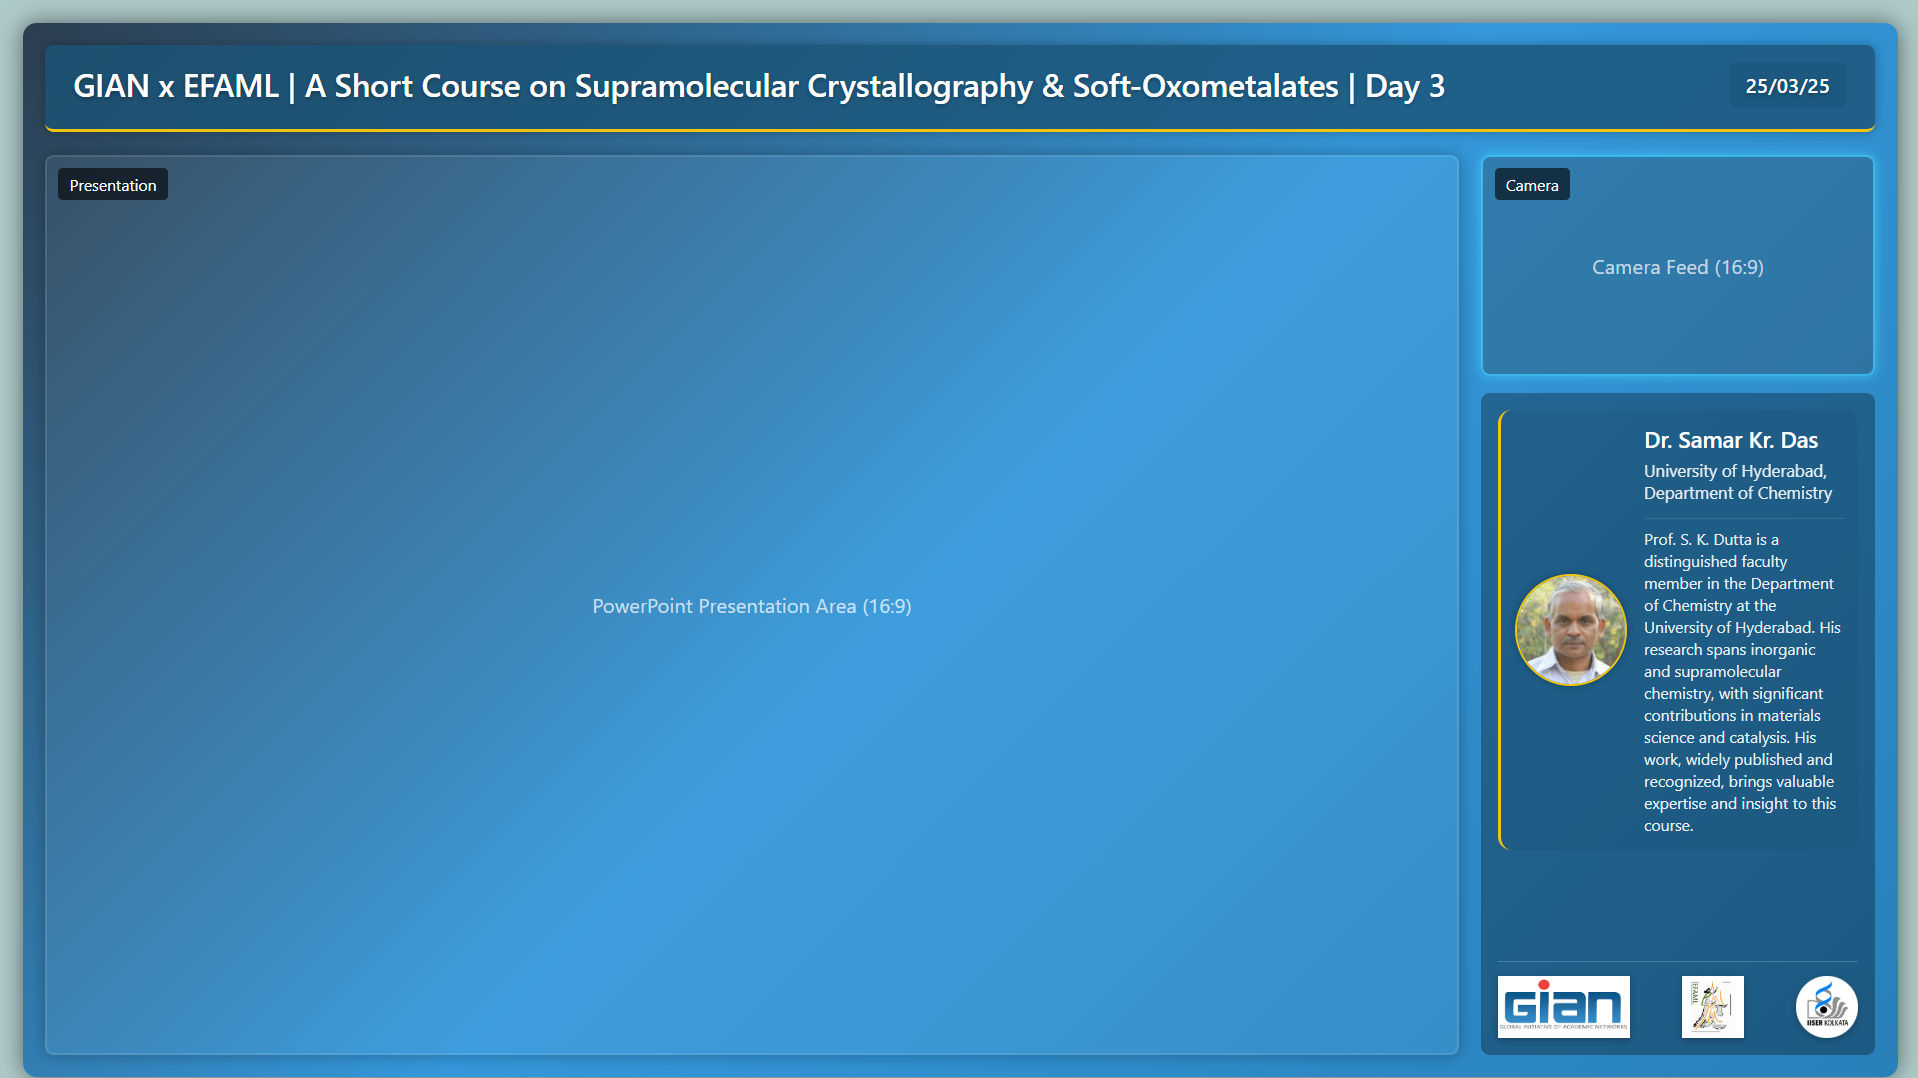 GIAN x EFAML | A Short Course on Supramolecular Crystallography & Soft-Oxometalates | Day 3
25/03/25
Presentation
PowerPoint Presentation Area (16:9)
Camera
Camera Feed (16:9)
Dr. Samar Kr. Das
University of Hyderabad,
Department of Chemistry
Prof. S. K. Dutta is a
distinguished faculty
member in the Department
of Chemistry at the
University of Hyderabad. His
research spans inorganic
and supramolecular
chemistry, with significant
contributions in materials
science and catalysis. His
work, widely published and
recognized, brings valuable
expertise and insight to this
course.
gian
GLOBAL INITIATIVE OF ACADEMIC NETWORKS
EFAML
IISER KOLKATA